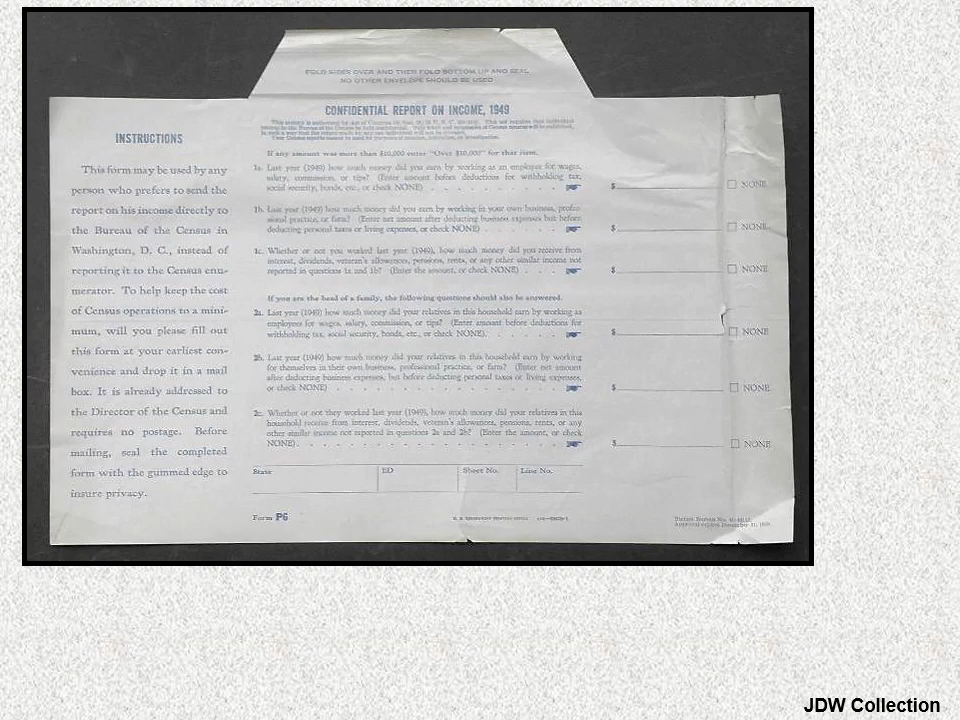 FOLD SIDES OVER AND THEN FOLD BOTTOM UP AND SEAL
NO OTHER ENVELOPE SHOULD BE USED
INSTRUCTIONS
This form may be used by any
person who prefers to send the
report on his income directly to
the Bureau of the Census in
Washington, D. C., instead of
reporting it to the Census enu-
merator. To help keep the cost
of Census operations to a mini-
mum, will you please fill out
this form at your earliest con-
venience and drop it in a mail
box. It is already addressed to
the Director of the Census and
requires no postage. Before
mailing, seal the completed
form with the gummed edge to
insure privacy.
CONFIDENTIAL REPORT ON INCOME, 1949
If any amount was more than $10,000 enter "Over $10,000" for that item.
1a. Last year (1949) how much money did you earn by working as an employee for wages,
salary, commission, or tips? (Enter amount before deductions for withholding tax,
social security, bonds, etc., or check NONE) $ NONE
1b. Last year (1949) how much money did you earn by working in your own business, profes-
sional practice, or farm? (Enter net amount after deducting business expenses but before
deducting personal taxes or living expenses, or check NONE) $ NONE
1c. Whether or not you worked last year (1949), how much money did you receive from
interest, dividends, veteran's allowances, pensions, rents, or any other similar income not
reported in questions 1a and 1b? (Enter the amount, or check NONE) $ NONE
If you are the head of a family, the following questions should also be answered.
2a. Last year (1949) how much money did your relatives in this household earn by working as
employees for wages, salary, commission, or tips? (Enter amount before deductions for
withholding tax, social security, bonds, etc., or check NONE) $ NONE
2b. Last year (1949) how much money did your relatives in this household earn by working
for themselves in their own business, professional practice, or farm? (Enter net amount
after deducting business expenses, but before deducting personal taxes or living expenses,
or check NONE) $ NONE
2c. Whether or not they worked last year (1949), how much money did your relatives in this
household receive from interest, dividends, veteran's allowances, pensions, rents, or any
other similar income not reported in questions 2a and 2b? (Enter the amount, or check
NONE) $ NONE
State ED Sheet No. Line No.
Form P6
U. S. GOVERNMENT PRINTING OFFICE
Budget Bureau No.
Approval expires December 31, 1950.
JDW Collection